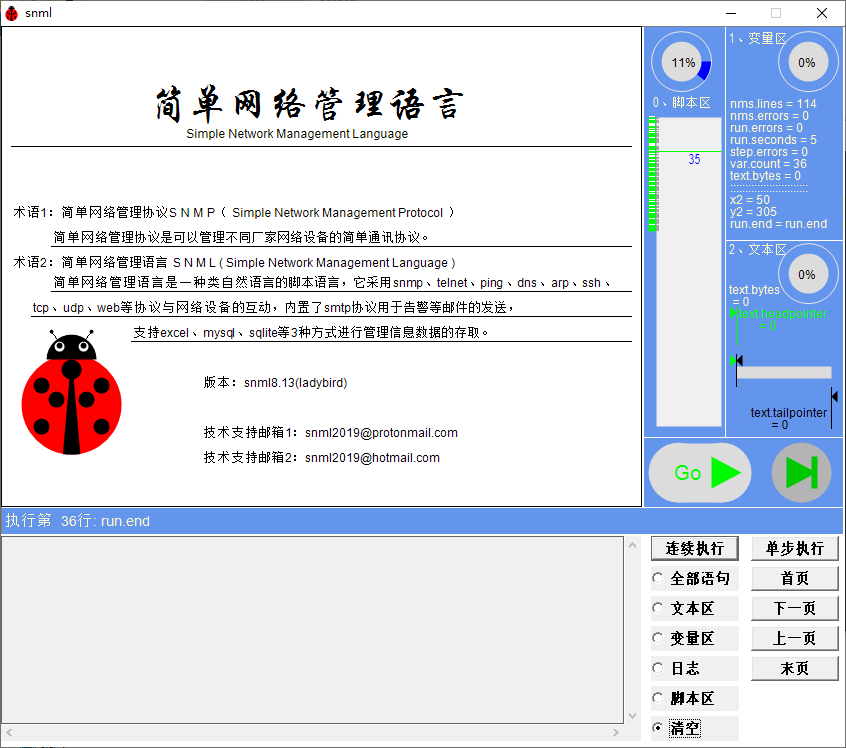 snml
简单网络管理语言
Simple Network Management Language
术语1：简单网络管理协议S N M P（ Simple Network Management Protocol ）
简单网络管理协议是可以管理不同厂家网络设备的简单通讯协议。
术语2：简单网络管理语言 S N M L ( Simple Network Management Language )
简单网络管理语言是一种类自然语言的脚本语言，它采用snmp、telnet、ping、dns、arp、ssh、
tcp、udp、web等协议与网络设备的互动，内置了smtp协议用于告警等邮件的发送，
支持excel、mysql、sqlite等3种方式进行管理信息数据的存取。
版本：snml8.13(ladybird)
技术支持邮箱1：snml2019@protonmail.com
技术支持邮箱2：snml2019@hotmail.com
11%
0、脚本区
35
1、变量区
0%
nms.lines = 114
nms.errors = 0
run.errors = 0
run.seconds = 5
step.errors = 0
var.count = 36
text.bytes = 0
x2 = 50
y2 = 305
run.end = run.end
2、文本区
0%
text.bytes
= 0
text.headpointer
= 0
text.tailpointer
= 0
Go
执行第 36行: run.end
连续执行
单步执行
全部语句
首页
文本区
下一页
变量区
上一页
日志
末页
脚本区
清空